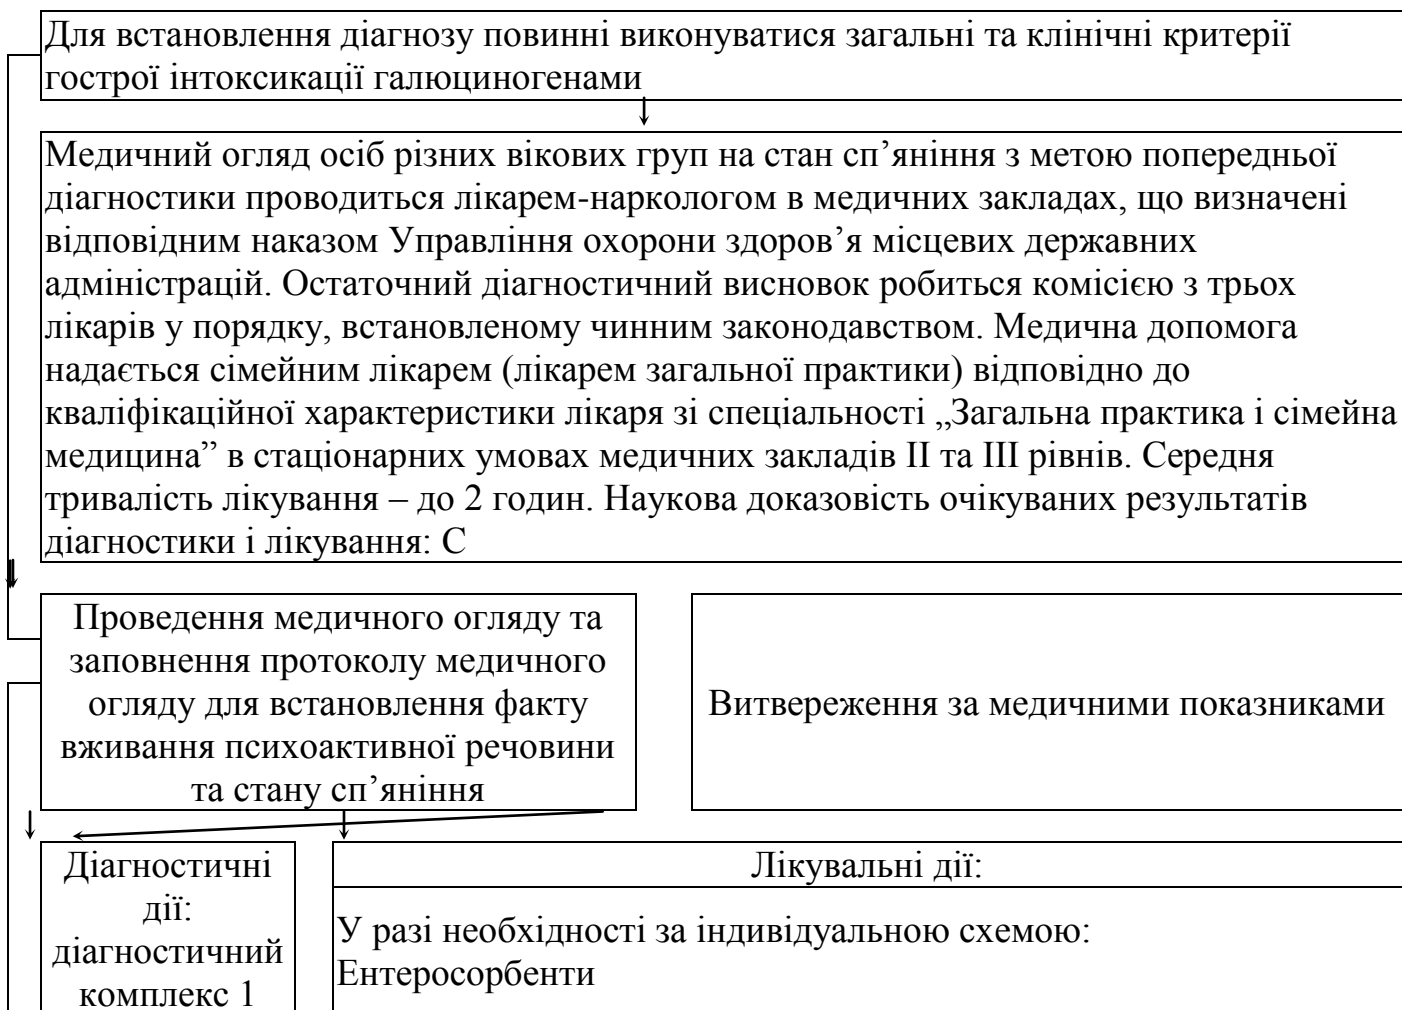 Для встановлення діагнозу повинні виконуватися загальні та клінічні критерії
гострої інтоксикації галюциногенами
Медичний огляд осіб різних вікових груп на стан сп’яніння з метою попередньої
діагностики проводиться лікарем-наркологом в медичних закладах, що визначені
відповідним наказом Управління охорони здоров’я місцевих державних
адміністрацій. Остаточний діагностичний висновок робиться комісією з трьох
лікарів у порядку, встановленому чинним законодавством. Медична допомога
надається сімейним лікарем (лікарем загальної практики) відповідно до
кваліфікаційної характеристики лікаря зі спеціальності „Загальна практика і сімейна
медицина” в стаціонарних умовах медичних закладів ІІ та ІІІ рівнів. Середня
тривалість лікування – до 2 годин. Наукова доказовість очікуваних результатів
діагностики і лікування: С
Проведення медичного огляду та
заповнення протоколу медичного
огляду для встановлення факту
вживання психоактивної речовини
та стану сп’яніння
Витвереження за медичними показниками
Діагностичні
дії:
діагностичний
комплекс 1
Лікувальні дії:
У разі необхідності за індивідуальною схемою:
Ентеросорбенти